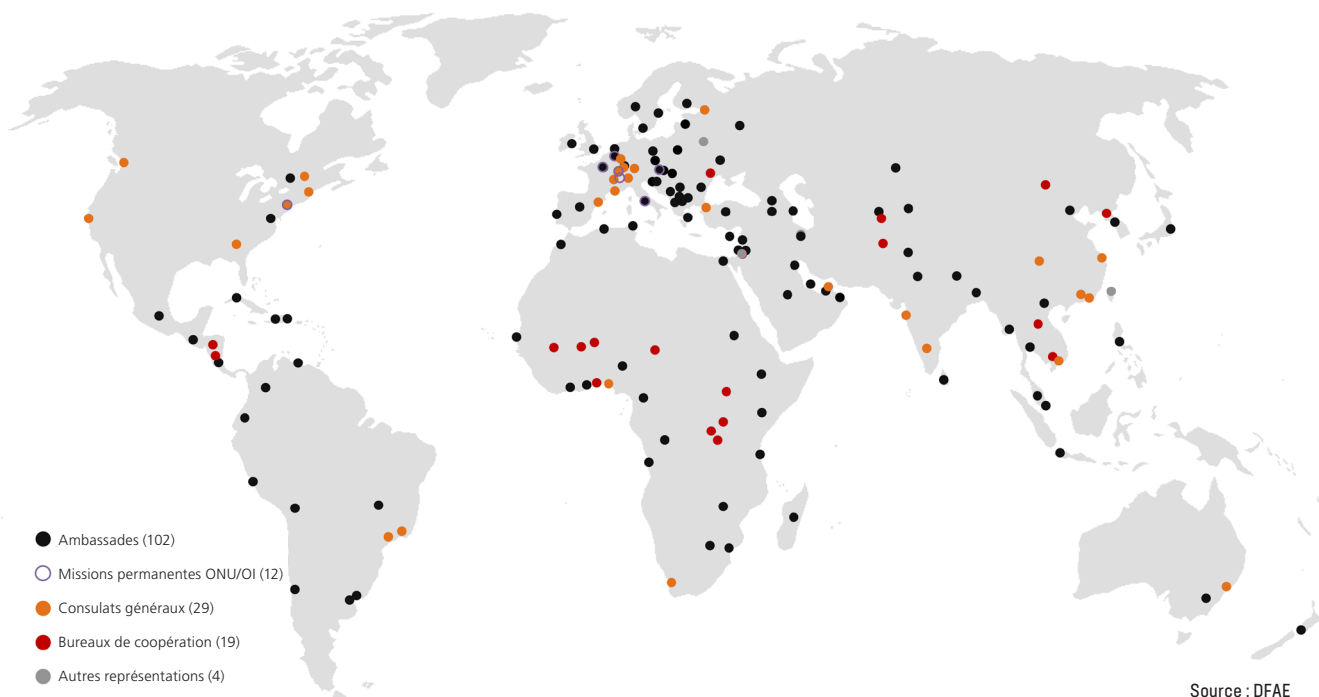 Ambassades (102)
Missions permanentes ONU/OI (12)
Consulats généraux (29)
Bureaux de coopération (19)
Autres représentations (4)
Source : DFAE